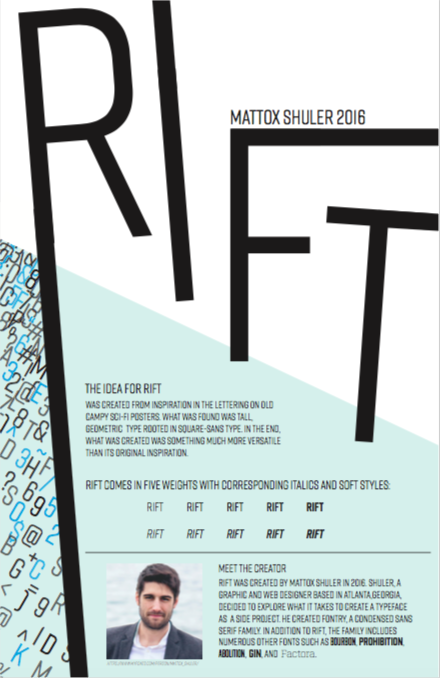 RIFT
MATTOX SHULER 2016
THE IDEA FOR RIFT
WAS CREATED FROM INSPIRATION IN THE LETTERING ON OLD
CAMPY SCI-FI POSTERS. WHAT WAS FOUND WAS TALL,
GEOMETRIC TYPE ROOTED IN SQUARE-SANS TYPE. IN THE END,
WHAT WAS CREATED WAS SOMETHING MUCH MORE VERSATILE
THAN ITS ORIGINAL INSPIRATION.
RIFT COMES IN FIVE WEIGHTS WITH CORRESPONDING ITALICS AND SOFT STYLES:
RIFT RIFT RIFT RIFT RIFT
RIFT RIFT RIFT RIFT RIFT
MEET THE CREATOR
RIFT WAS CREATED BY MATTOX SHULER IN 2016. SHULER, A
GRAPHIC AND WEB DESIGNER BASED IN ATLANTA,GEORGIA,
DECIDED TO EXPLORE WHAT IT TAKES TO CREATE A TYPEFACE
AS A SIDE PROJECT. HE CREATED FONTRY, A CONDENSED SANS
SERIF FAMILY. IN ADDITION TO RIFT, THE FAMILY INCLUDES
NUMEROUS OTHER FONTS SUCH AS BOURBON, PROHIBITION,
ABOLITION, GIN, AND Factoria.